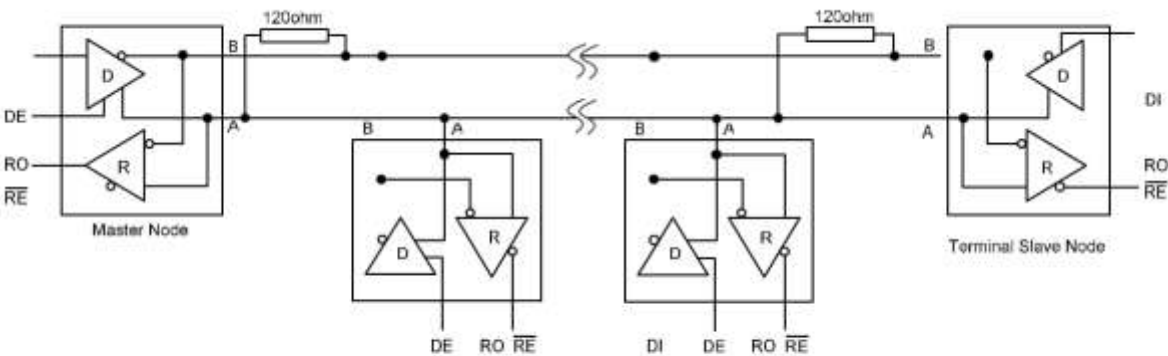 120ohm
120ohm
B
B
D
D
DE
DI
A
B
A
B
A
A
RO
R
R
RO
RE
RE
Master Node
R
R
Terminal Slave Node
D
D
DE
RO
RE
DI
DE
RO
RE